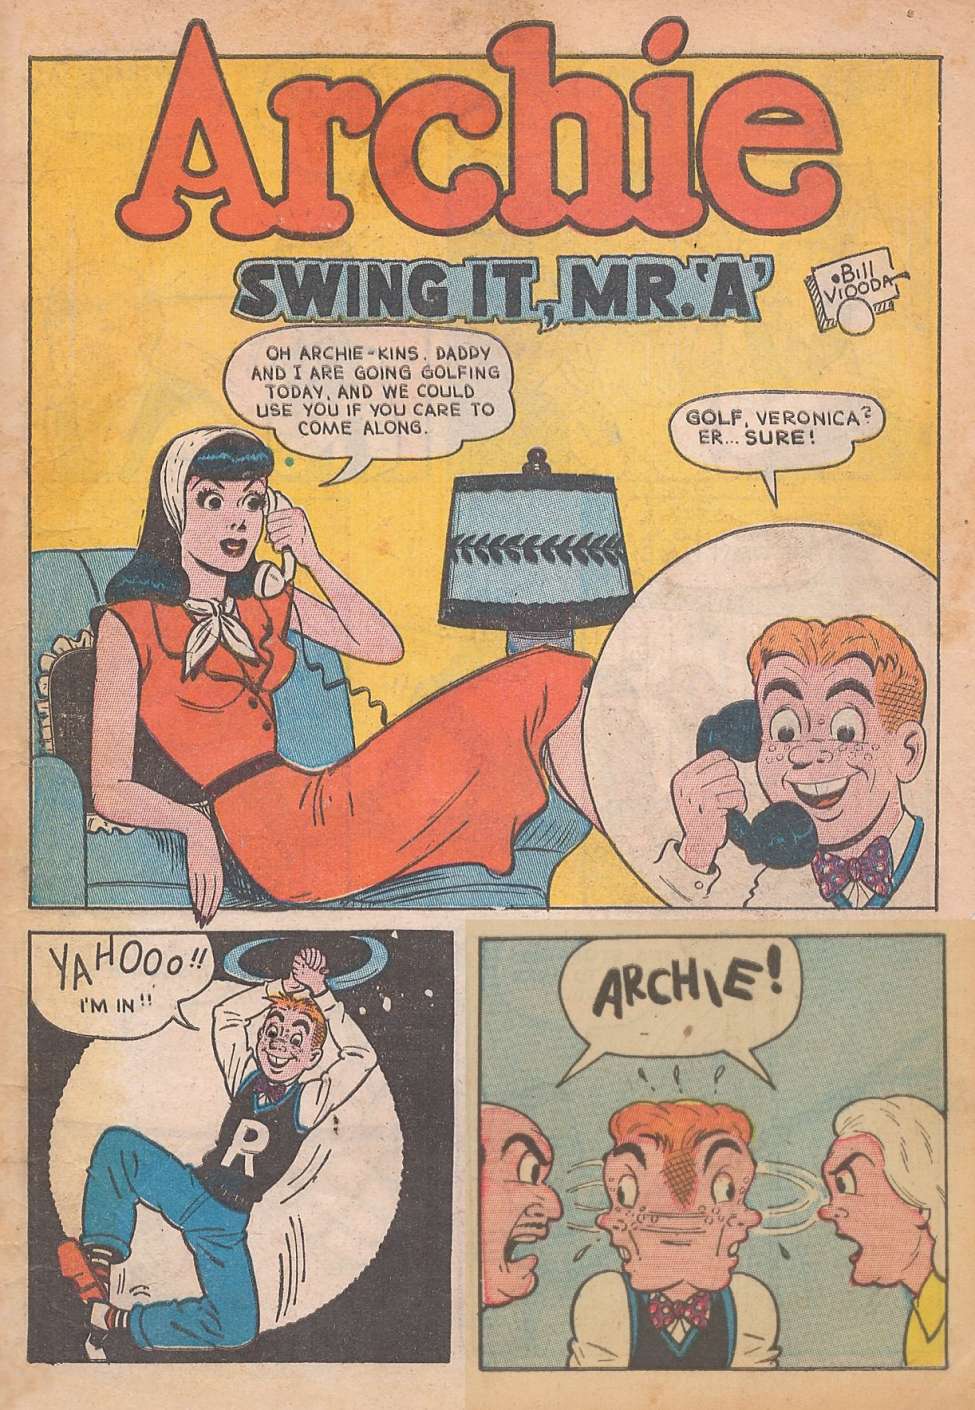 Archie
SWING IT, MR. 'A'
Bill
VIGODA
OH ARCHIE-KINS, DADDY
AND I ARE GOING GOLFING
TODAY, AND WE COULD
USE YOU IF YOU CARE TO
COME ALONG.
GOLF, VERONICA?
ER... SURE!
YAHOOO!!
I'M IN!!
R
ARCHIE!
! ! !